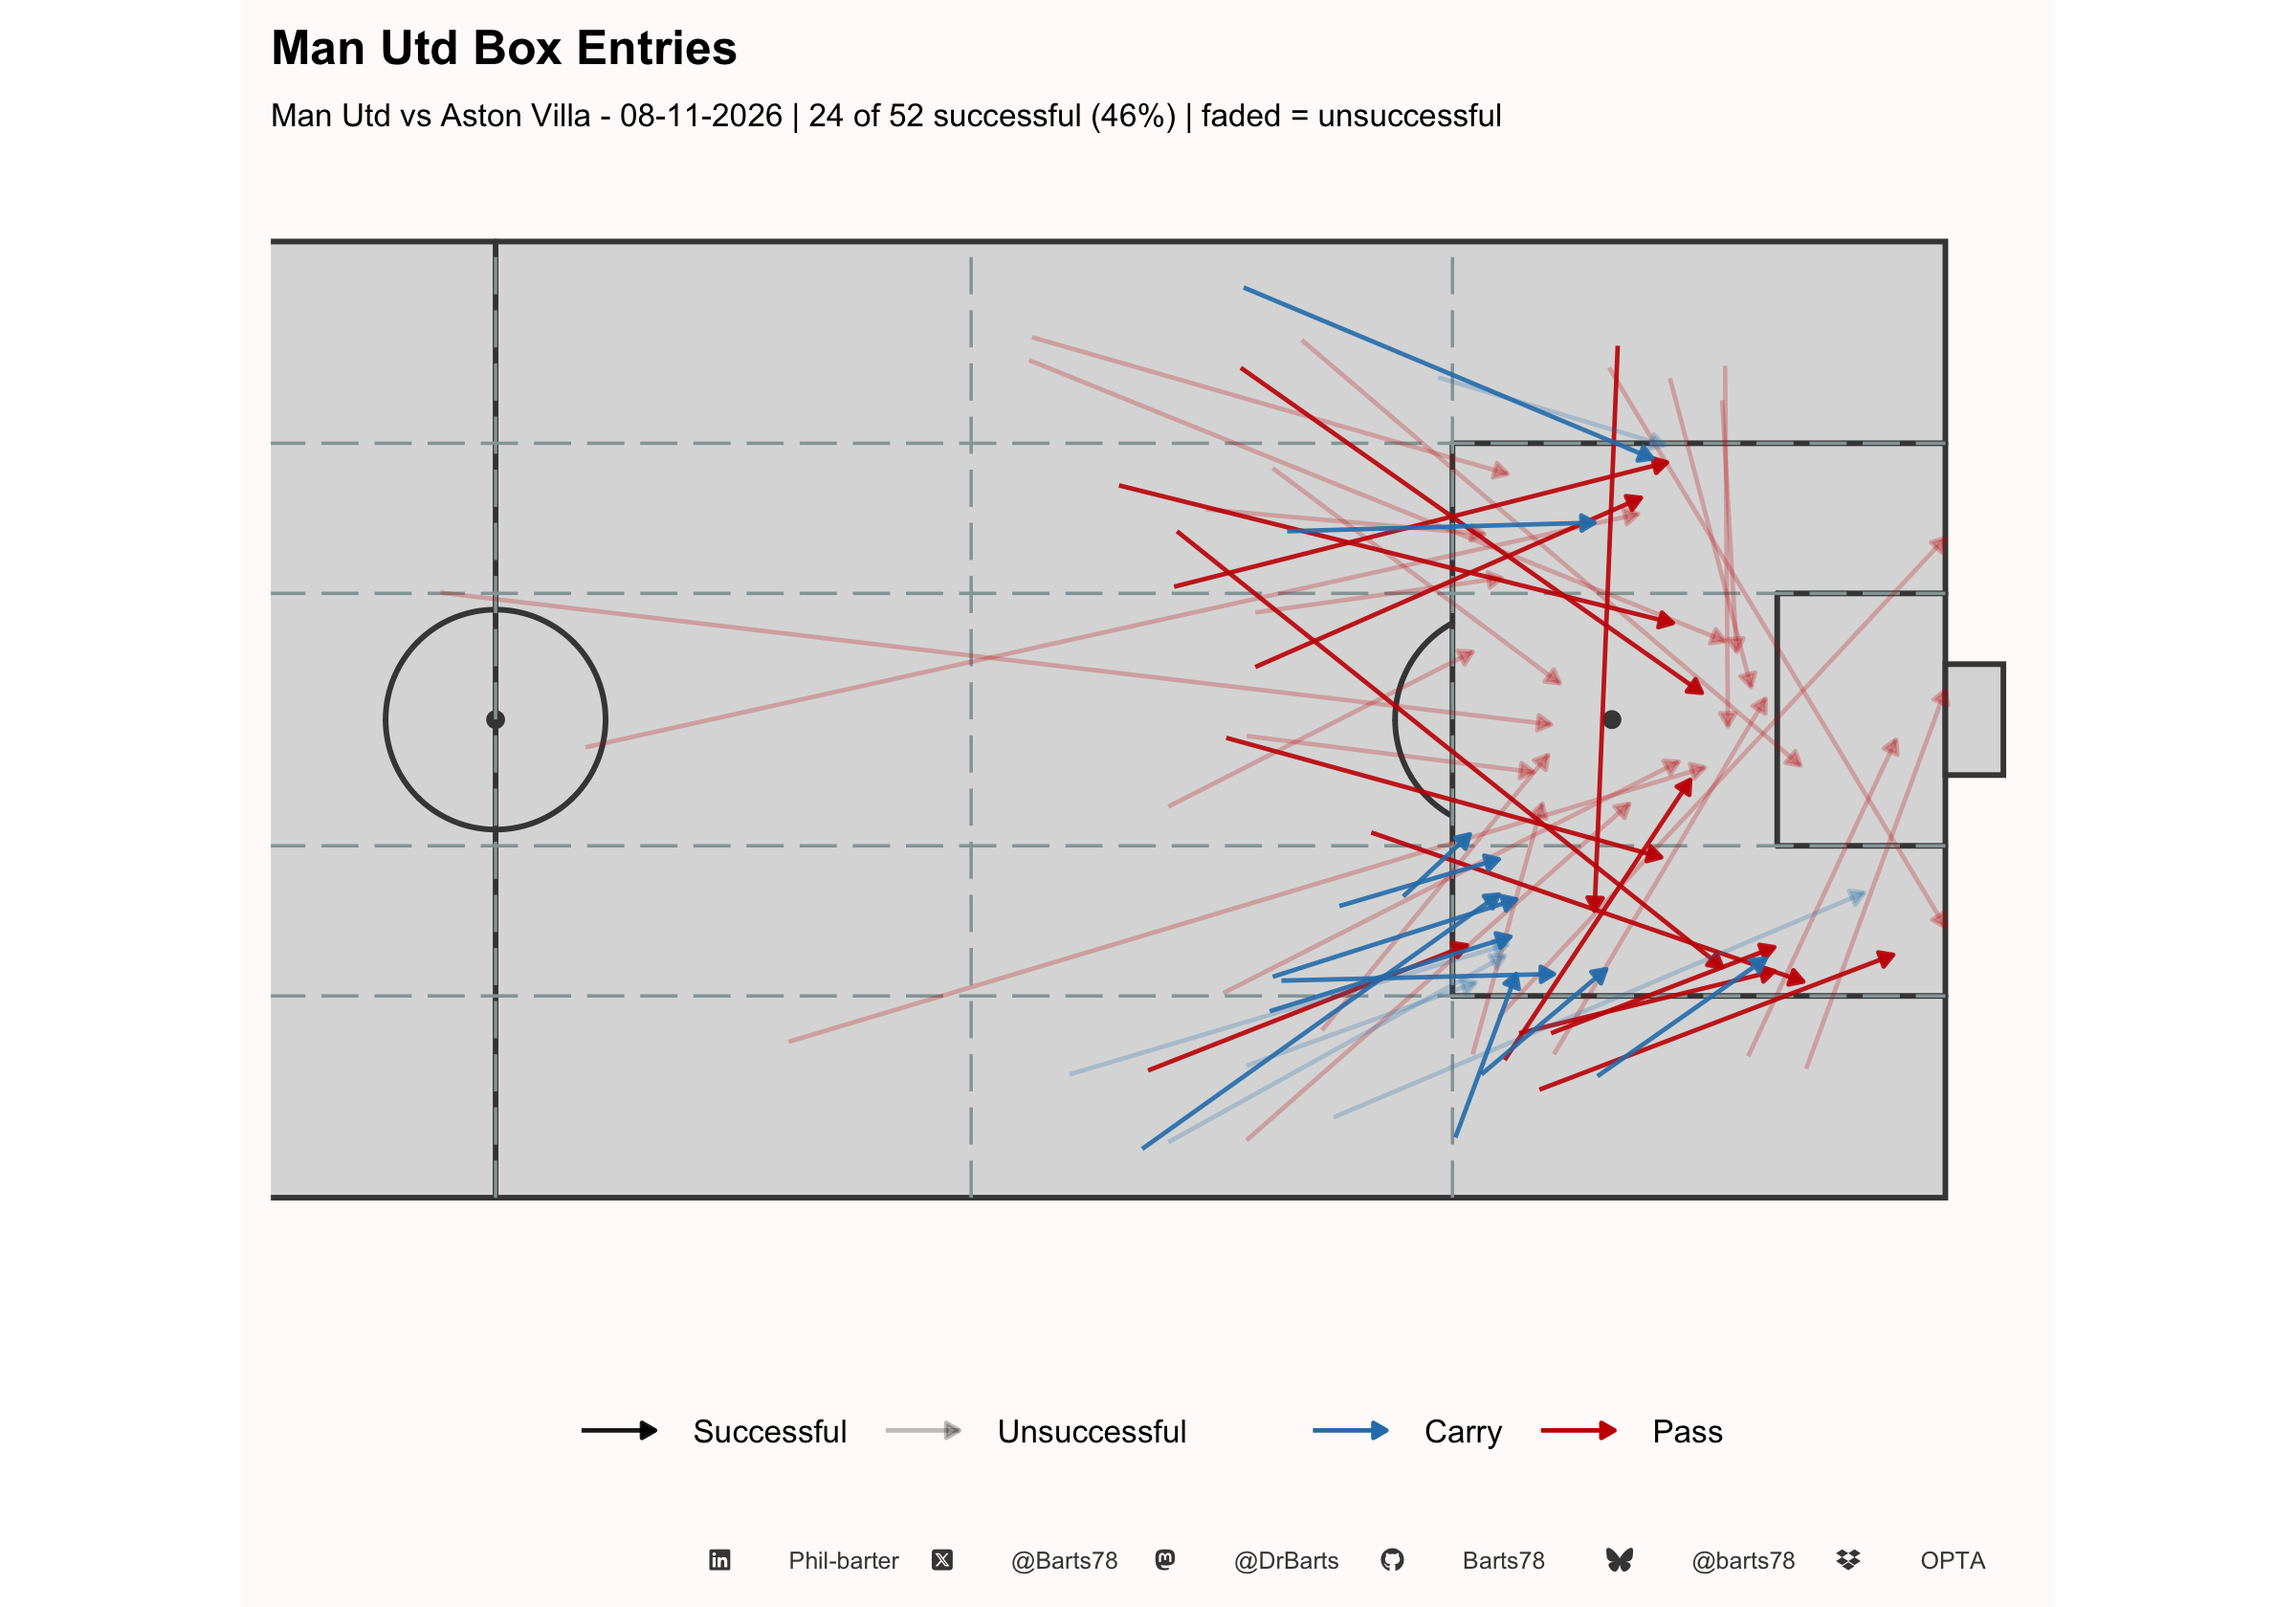 Man Utd Box Entries
Man Utd vs Aston Villa - 08-11-2026 | 24 of 52 successful (46%) | faded = unsuccessful
Successful Unsuccessful Carry Pass
Phil-barter @Barts78 @DrBarts Barts78 @barts78 OPTA